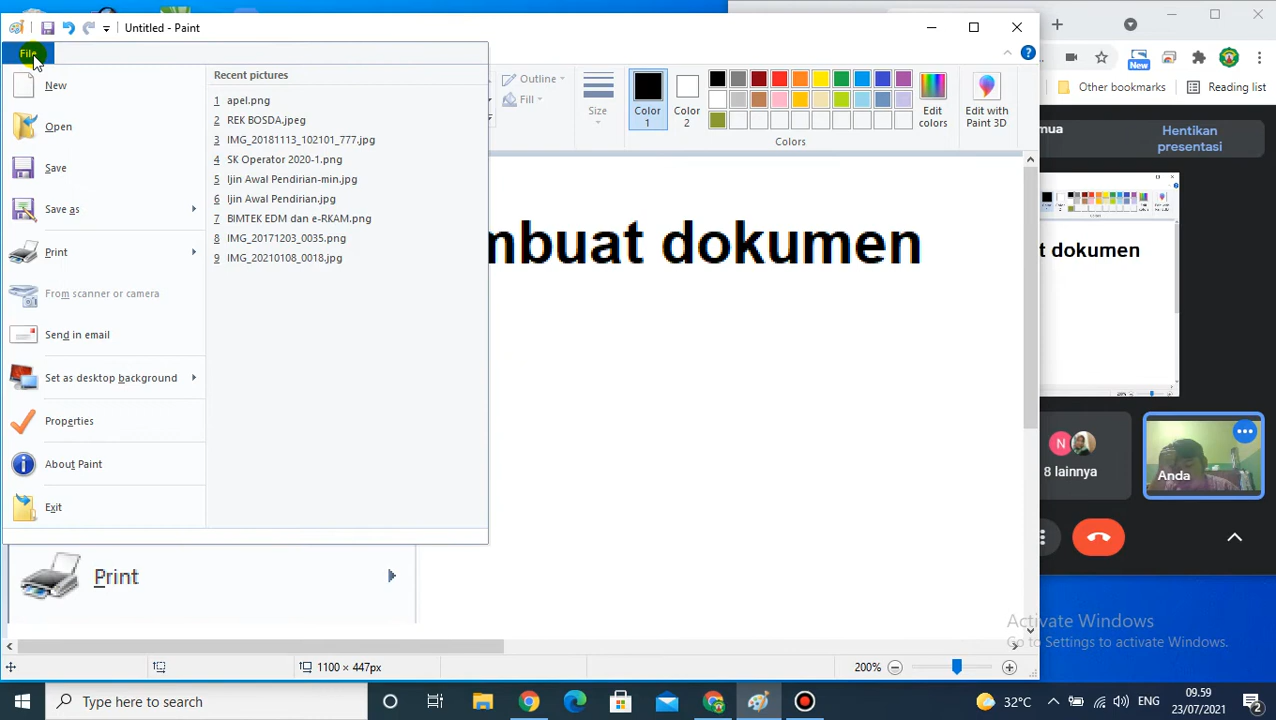 Untitled - Paint
File
New
Open
Save
Save as
Print
From scanner or camera
Send in email
Set as desktop background
Properties
About Paint
Exit
Recent pictures
1 apel.png
2 REK BOSDA.jpeg
3 IMG_20181113_102101_777.jpg
4 SK Operator 2020-1.png
5 Ijin Awal Pendirian-min.jpg
6 Ijin Awal Pendirian.jpg
7 BIMTEK EDM dan e-RKAM.png
8 IMG_20171203_0035.png
9 IMG_20210108_0018.jpg
Outline
Fill
Size
Color 1
Color 2
Edit colors
Edit with Paint 3D
Colors
mbuat dokumen
Print
1100 × 447px
200%
New
Other bookmarks
Reading list
mua
Hentikan presentasi
t dokumen
N
8 lainnya
Anda
Activate Windows
Go to Settings to activate Windows.
Type here to search
32°C
ENG
09.59
23/07/2021
2